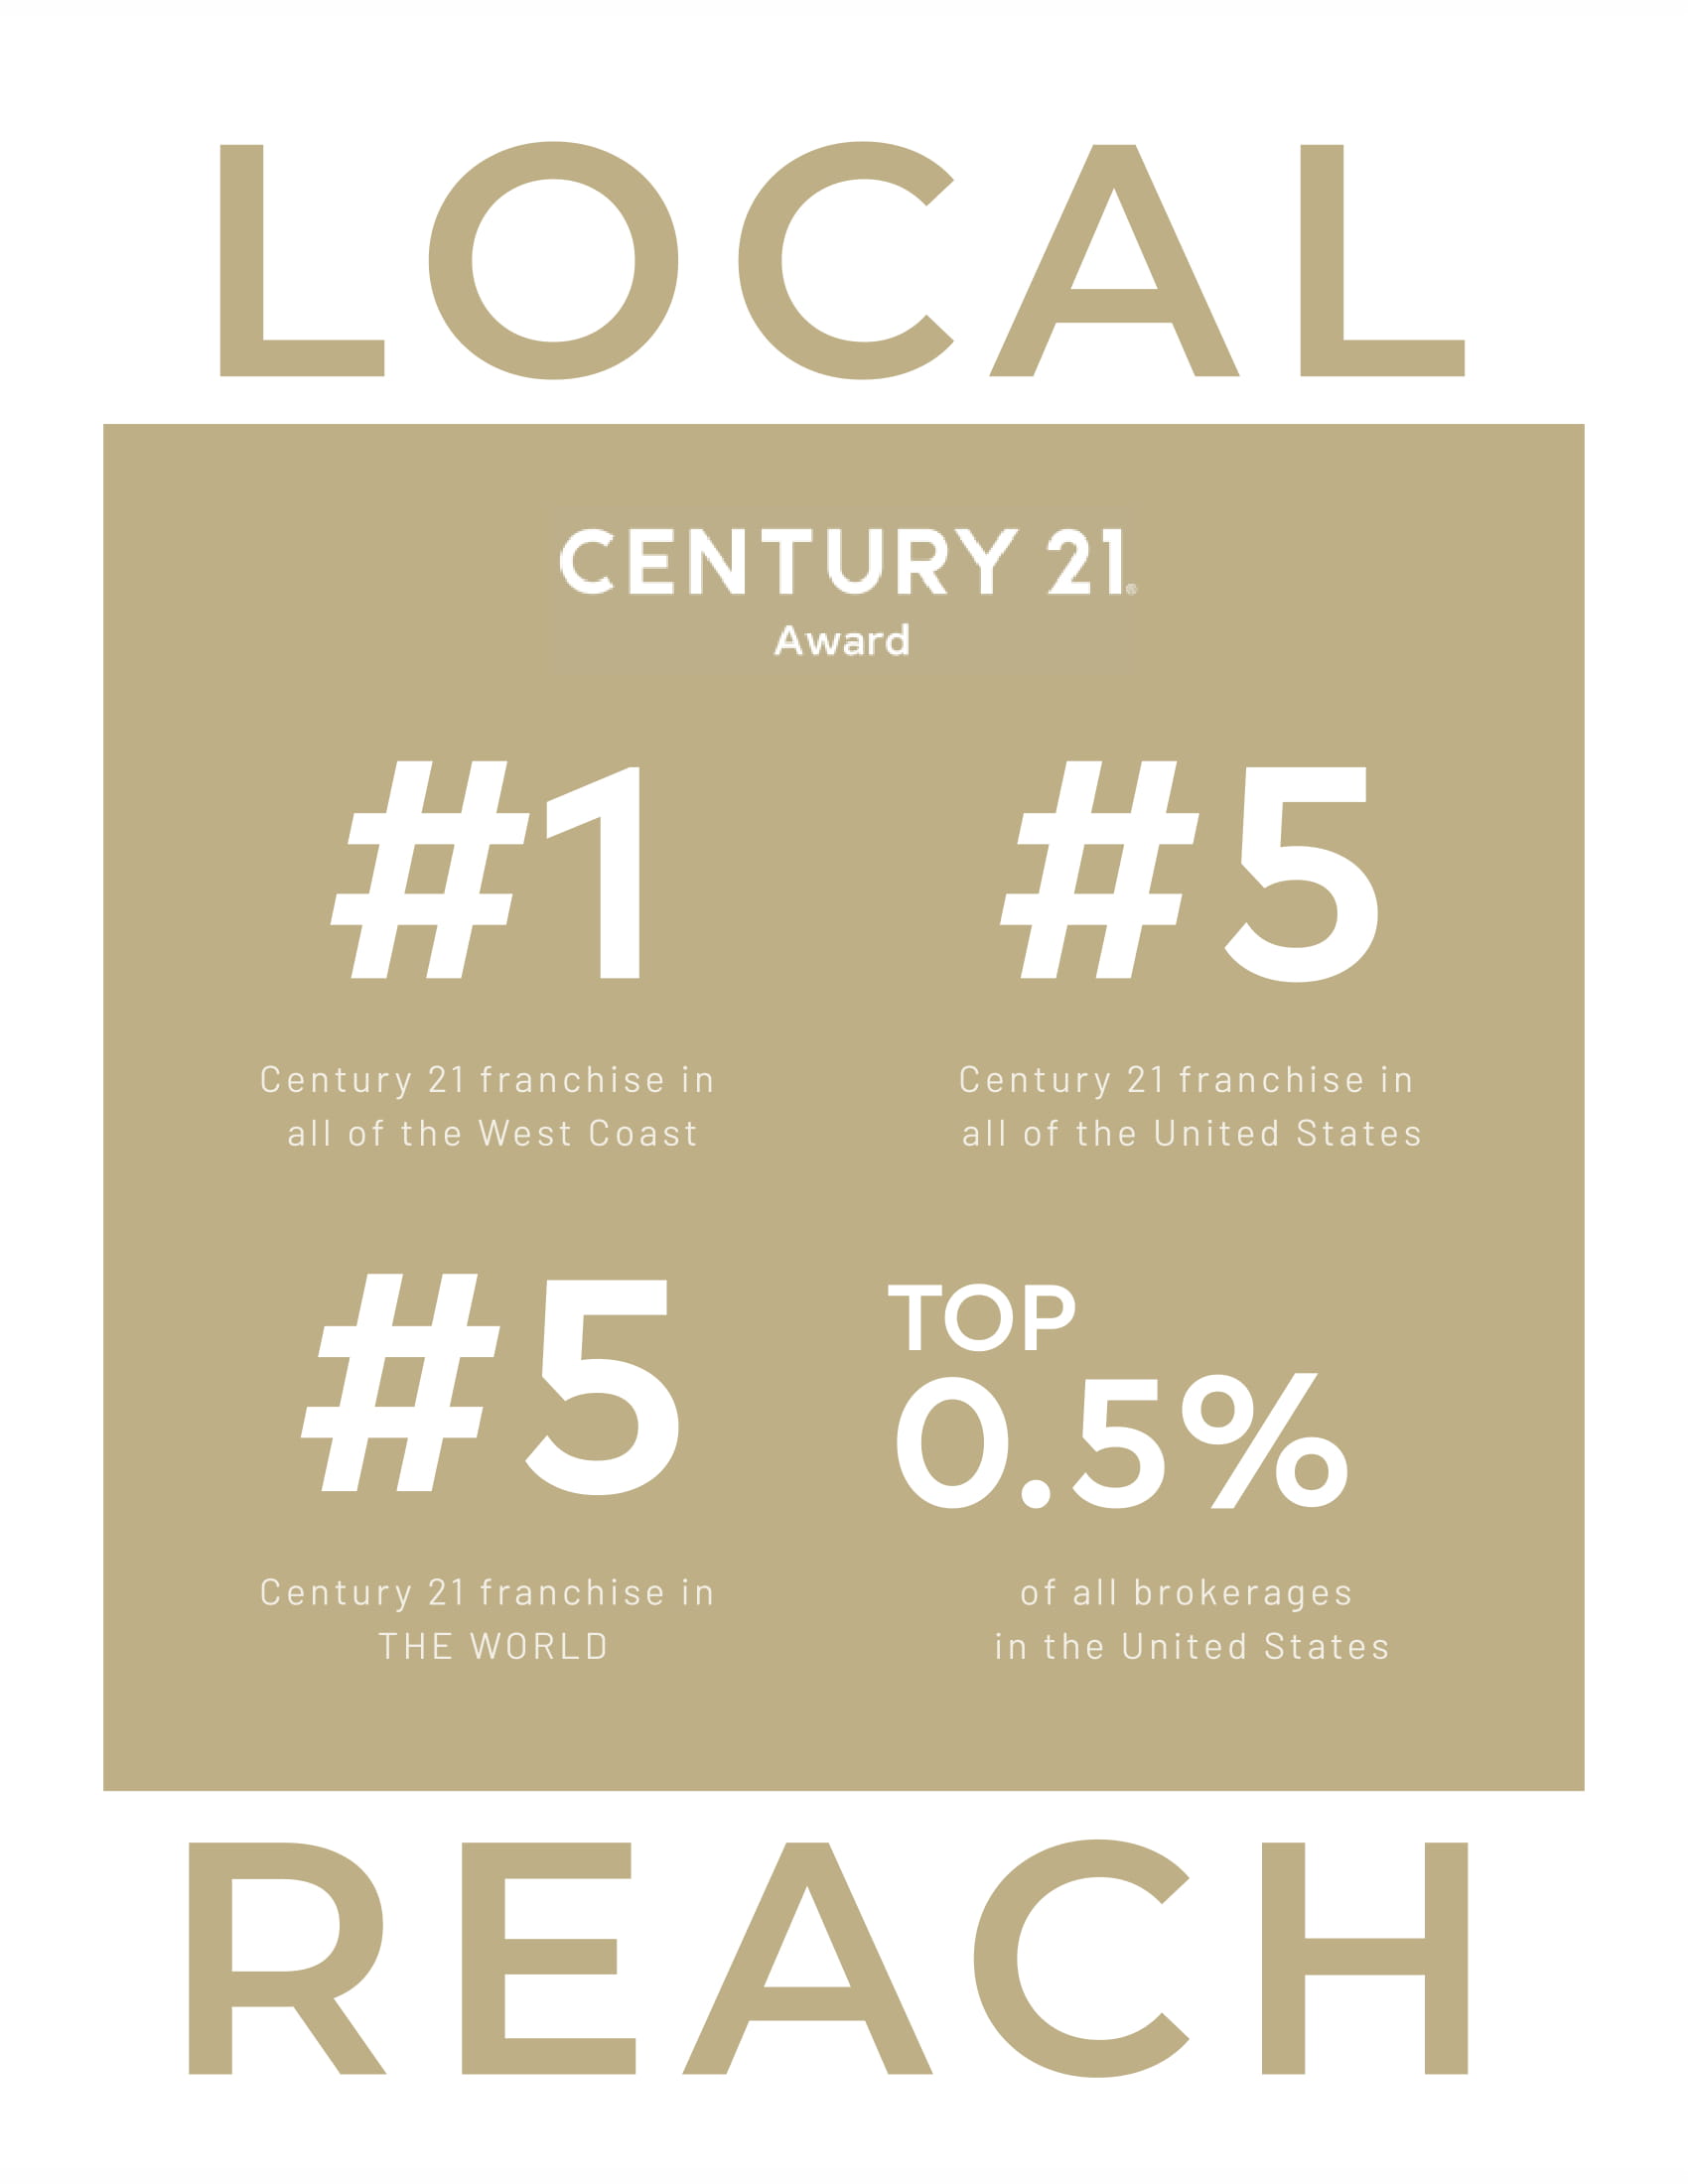 LOCAL
CENTURY 21®
Award
#1
Century 21 franchise in
all of the West Coast
#5
Century 21 franchise in
all of the United States
#5
Century 21 franchise in
THE WORLD
TOP
0.5%
of all brokerages
in the United States
REACH